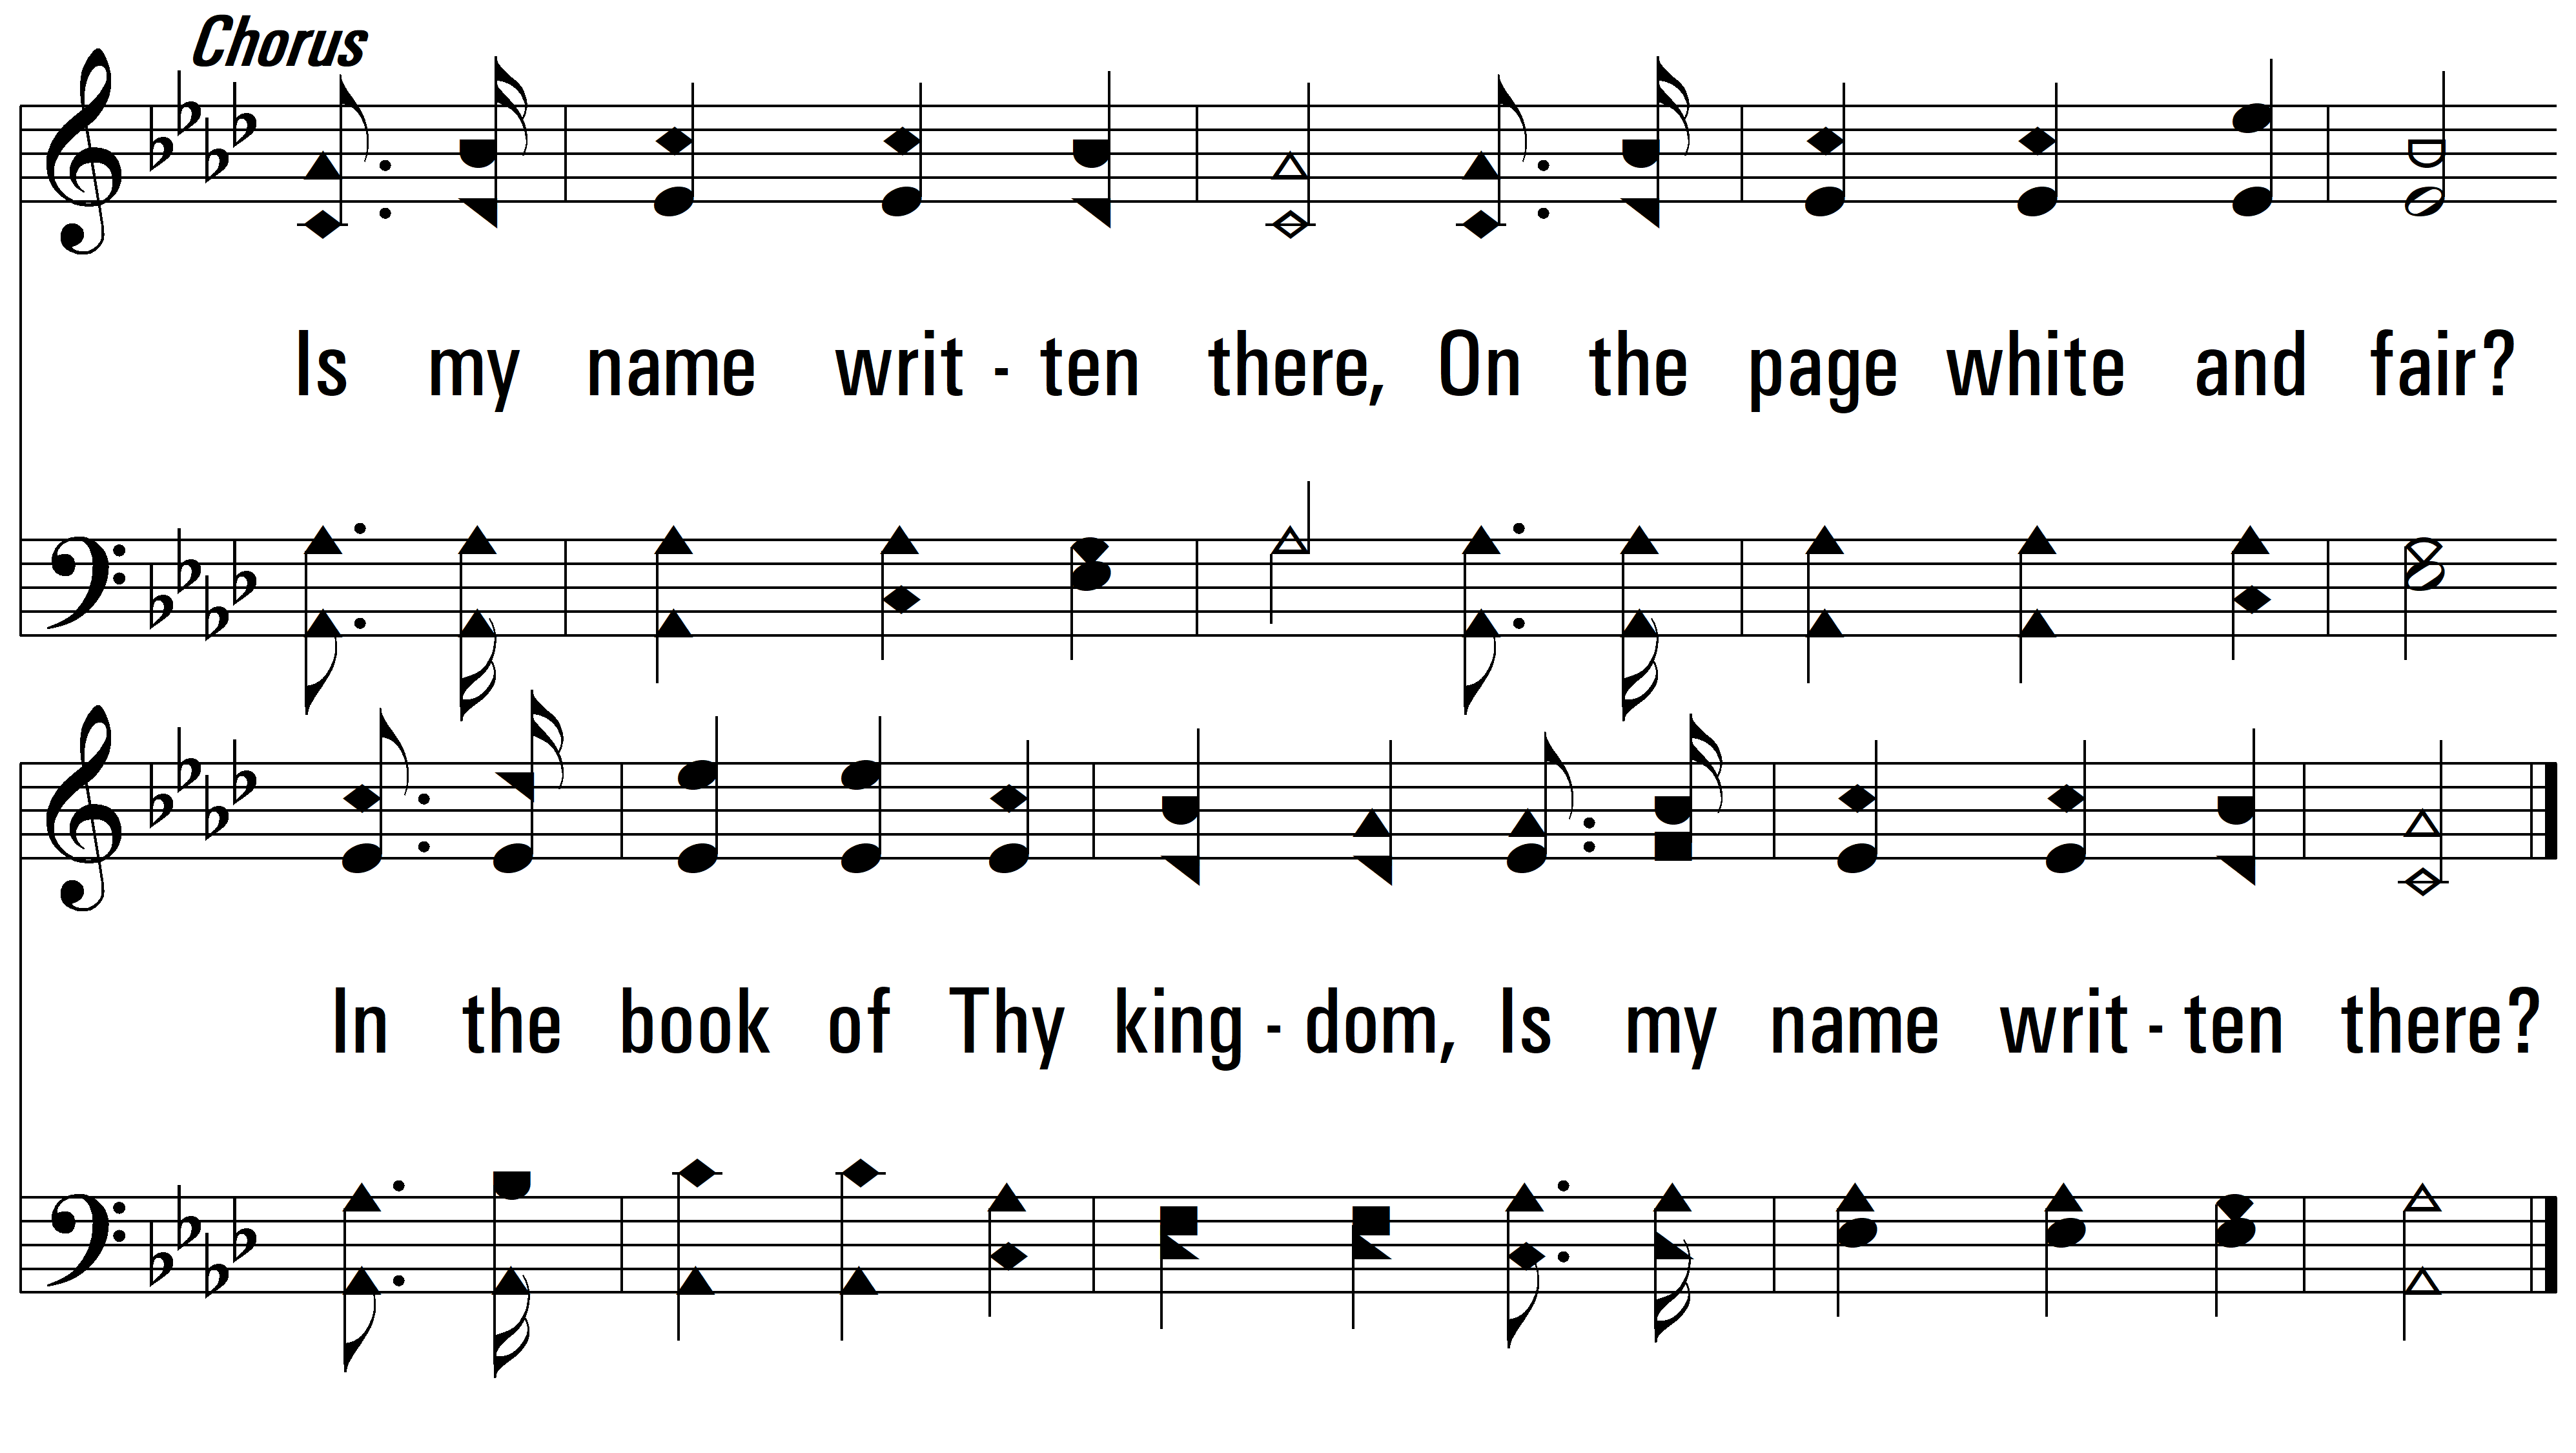 Chorus
Is my name writ - ten there, On the page white and fair?
In the book of Thy king - dom, Is my name writ - ten there?